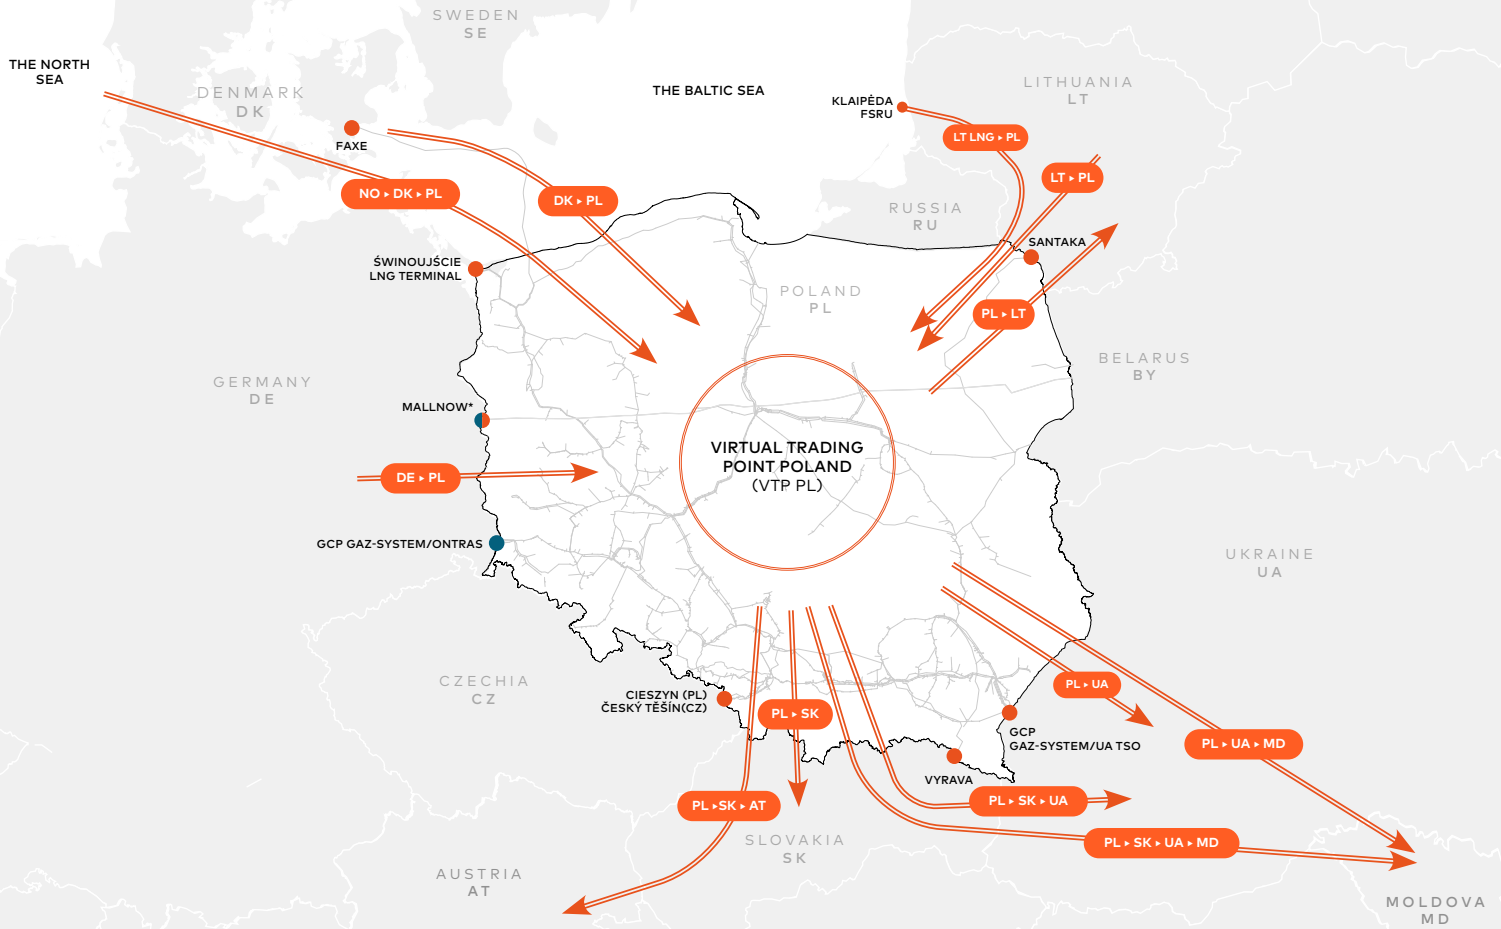 SWEDEN
SE
THE NORTH
SEA
DENMARK
DK
THE BALTIC SEA
LITHUANIA
LT
KLAIPĖDA
FSRU
FAXE
LT LNG ▸ PL
LT ▸ PL
NO ▸ DK ▸ PL
DK ▸ PL
RUSSIA
RU
SANTAKA
ŚWINOUJŚCIE
LNG TERMINAL
POLAND
PL
PL ▸ LT
BELARUS
BY
GERMANY
DE
MALLNOW*
VIRTUAL TRADING
POINT POLAND
(VTP PL)
DE ▸ PL
GCP GAZ-SYSTEM/ONTRAS
UKRAINE
UA
CZECHIA
CZ
CIESZYN (PL)
ČESKÝ TĚŠÍN(CZ)
PL ▸ SK
PL ▸ UA
GCP
GAZ-SYSTEM/UA TSO
PL ▸ UA ▸ MD
VYRAVA
PL ▸SK ▸ AT
PL ▸ SK ▸ UA
SLOVAKIA
SK
PL ▸ SK ▸ UA ▸ MD
AUSTRIA
AT
MOLDOVA
MD